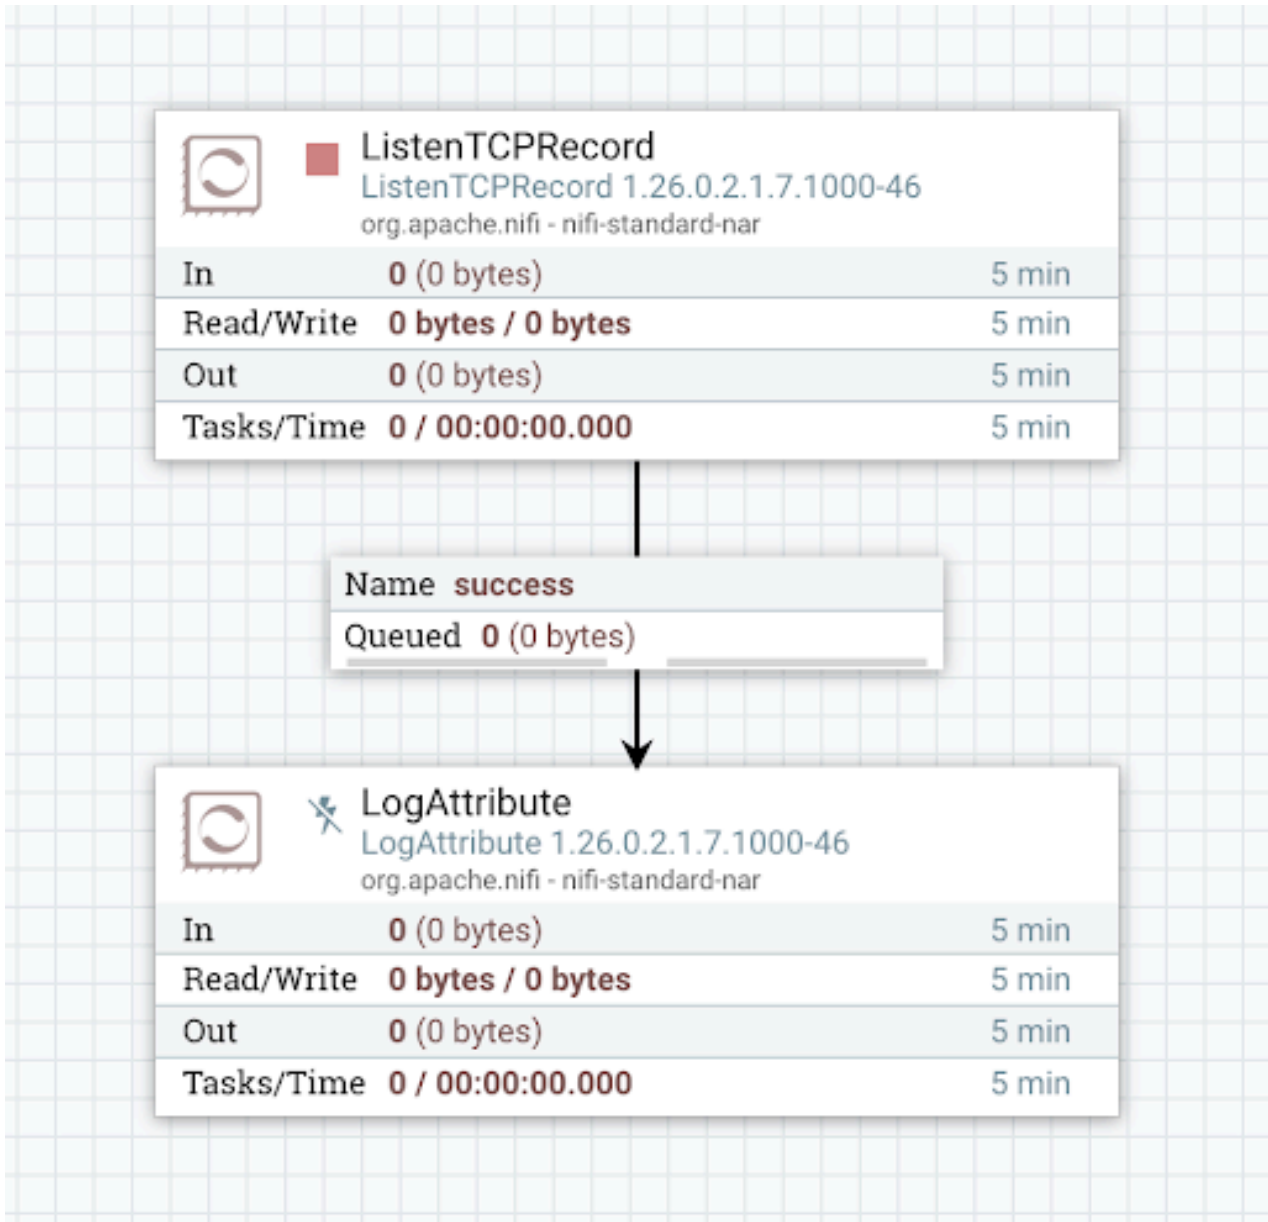 ListenTCPRecord
ListenTCPRecord 1.26.0.2.1.7.1000-46
org.apache.nifi - nifi-standard-nar
In 0 (0 bytes) 5 min
Read/Write 0 bytes / 0 bytes 5 min
Out 0 (0 bytes) 5 min
Tasks/Time 0 / 00:00:00.000 5 min
Name success
Queued 0 (0 bytes)
LogAttribute
LogAttribute 1.26.0.2.1.7.1000-46
org.apache.nifi - nifi-standard-nar
In 0 (0 bytes) 5 min
Read/Write 0 bytes / 0 bytes 5 min
Out 0 (0 bytes) 5 min
Tasks/Time 0 / 00:00:00.000 5 min